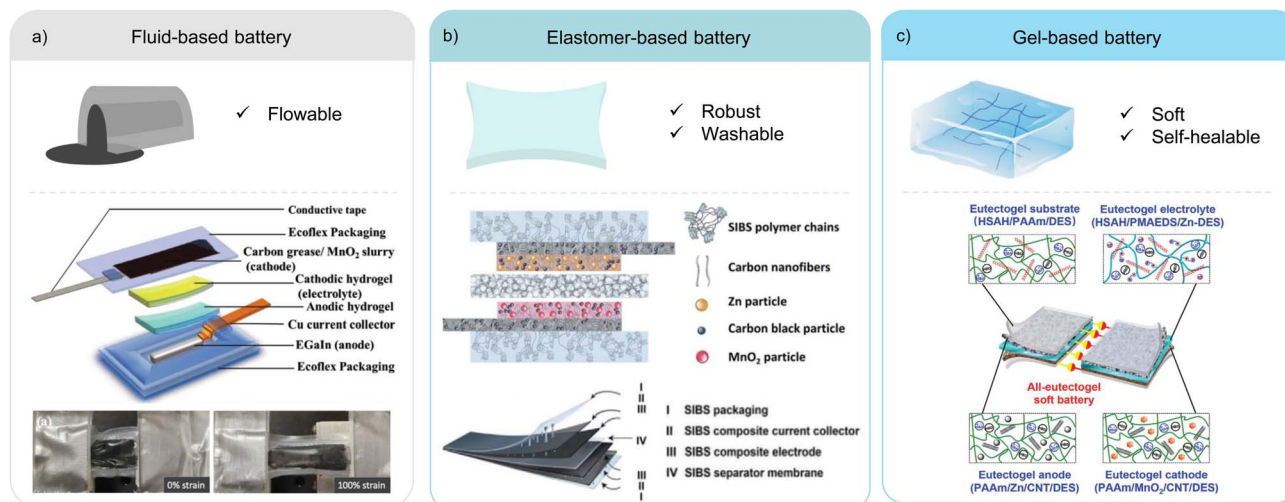 a) Fluid-based battery
✓ Flowable
Conductive tape
Ecoflex Packaging
Carbon grease/ MnO₂ slurry
(cathode)
Cathodic hydrogel
(electrolyte)
Anodic hydrogel
Cu current collector
EGaIn (anode)
Ecoflex Packaging
0% strain
100% strain
b) Elastomer-based battery
✓ Robust
✓ Washable
SIBS polymer chains
Carbon nanofibers
Zn particle
Carbon black particle
MnO₂ particle
I
II
III
IV
III
II
I
I SIBS packaging
II SIBS composite current collector
III SIBS composite electrode
IV SIBS separator membrane
c) Gel-based battery
✓ Soft
✓ Self-healable
Eutectogel substrate
(HSAH/PAAm/DES)
Eutectogel electrolyte
(HSAH/PMAEDS/Zn-DES)
All-eutectogel
soft battery
Eutectogel anode
(PAAm/Zn/CNT/DES)
Eutectogel cathode
(PAAm/MnO₂/CNT/DES)